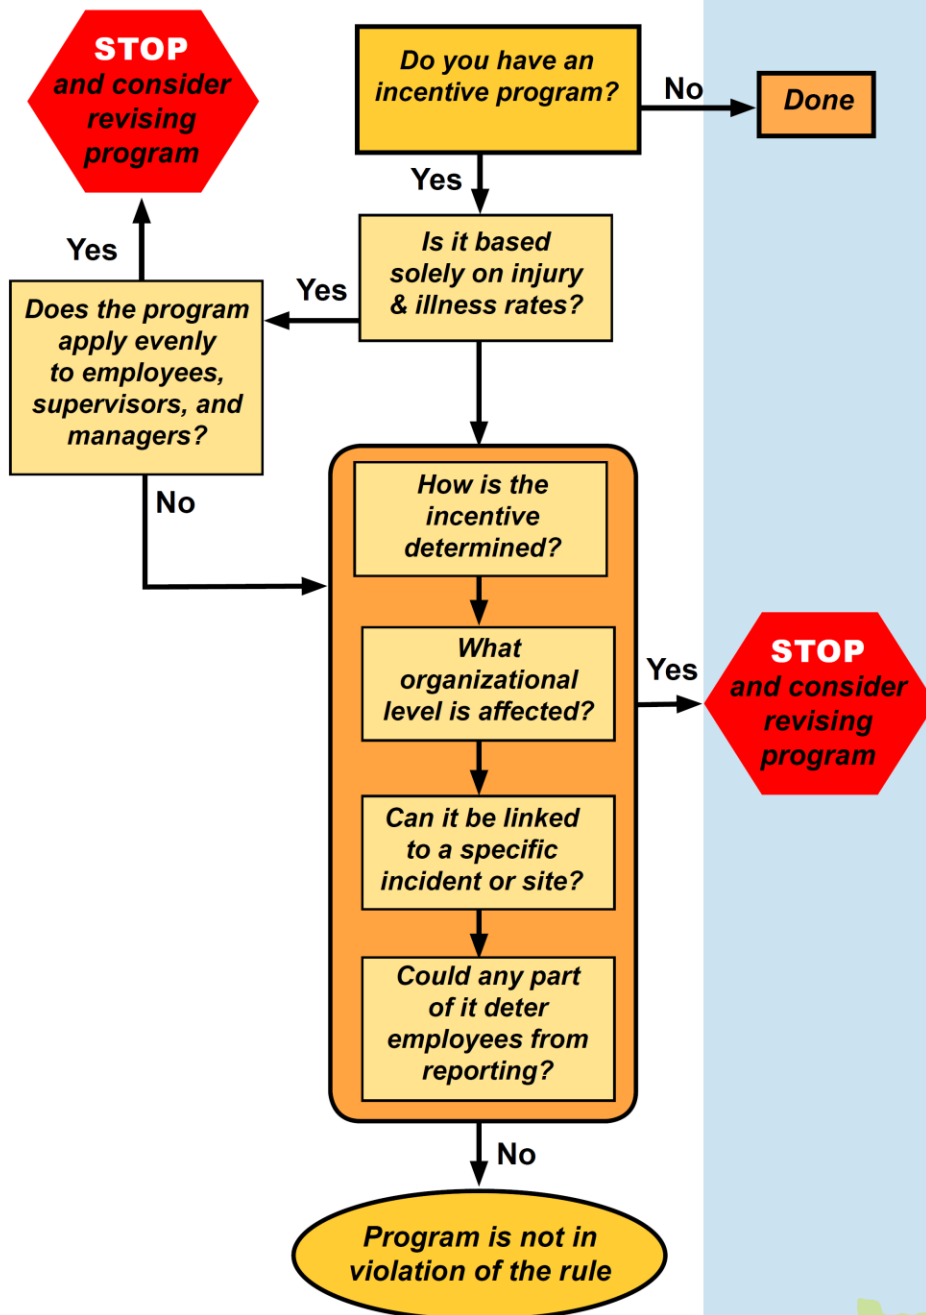 STOP
and consider
revising
program
Do you have an
incentive program?
No
Done
Yes
Is it based
solely on injury
& illness rates?
Yes
Yes
Does the program
apply evenly
to employees,
supervisors, and
managers?
No
How is the
incentive
determined?
What
organizational
level is affected?
Yes
STOP
and consider
revising
program
Can it be linked
to a specific
incident or site?
Could any part
of it deter
employees from
reporting?
No
Program is not in
violation of the rule